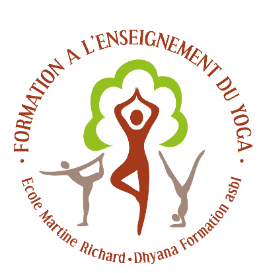 • FORMATION A L'ENSEIGNEMENT DU YOGA •
Ecole Martine Richard • Dhyana Formation asbl